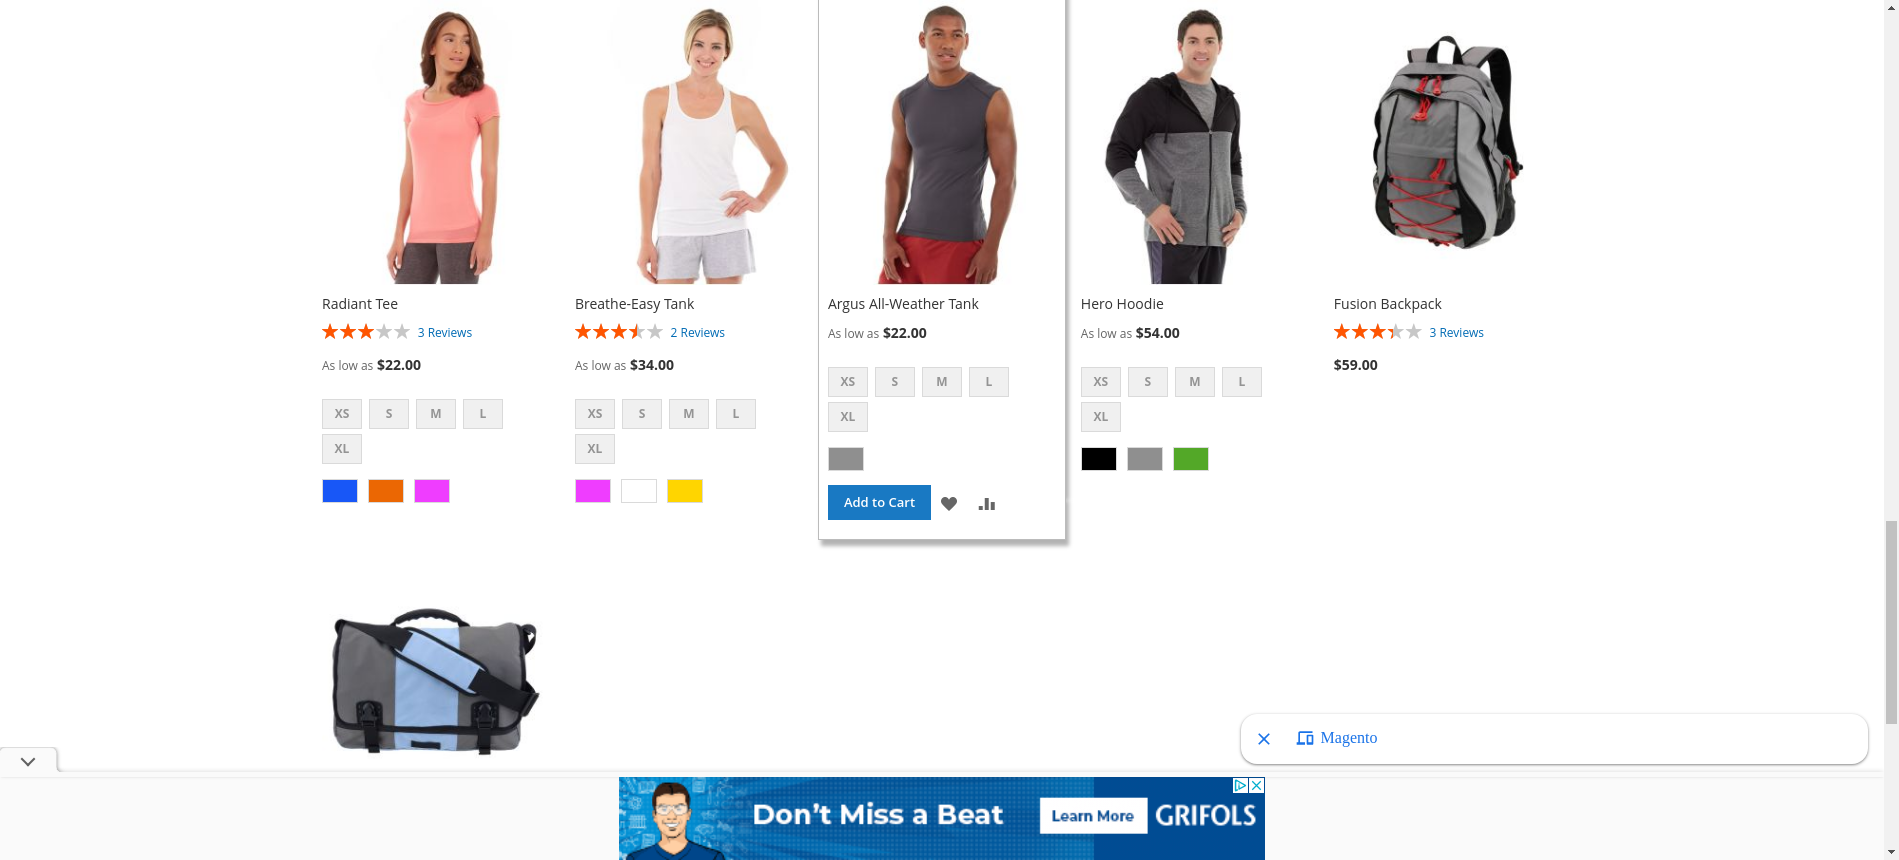 Radiant Tee
3 Reviews
As low as $22.00
XS S M L
XL
Breathe-Easy Tank
2 Reviews
As low as $34.00
XS S M L
XL
Argus All-Weather Tank
As low as $22.00
XS S M L
XL
Add to Cart
Hero Hoodie
As low as $54.00
XS S M L
XL
Fusion Backpack
3 Reviews
$59.00
Magento
Don't Miss a Beat
Learn More
GRIFOLS